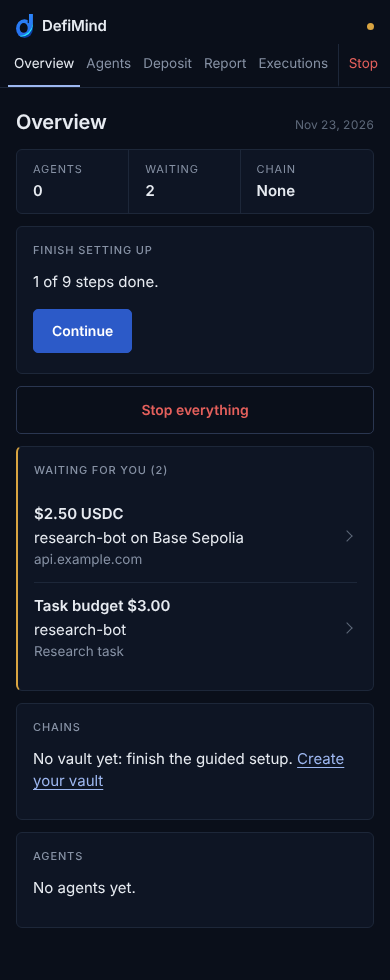 DefiMind
Overview Agents Deposit Report Executions Stop
Overview Nov 23, 2026
AGENTS WAITING CHAIN
0 2 None
FINISH SETTING UP
1 of 9 steps done.
Continue
Stop everything
WAITING FOR YOU (2)
$2.50 USDC
research-bot on Base Sepolia
api.example.com
Task budget $3.00
research-bot
Research task
CHAINS
No vault yet: finish the guided setup. Create
your vault
AGENTS
No agents yet.